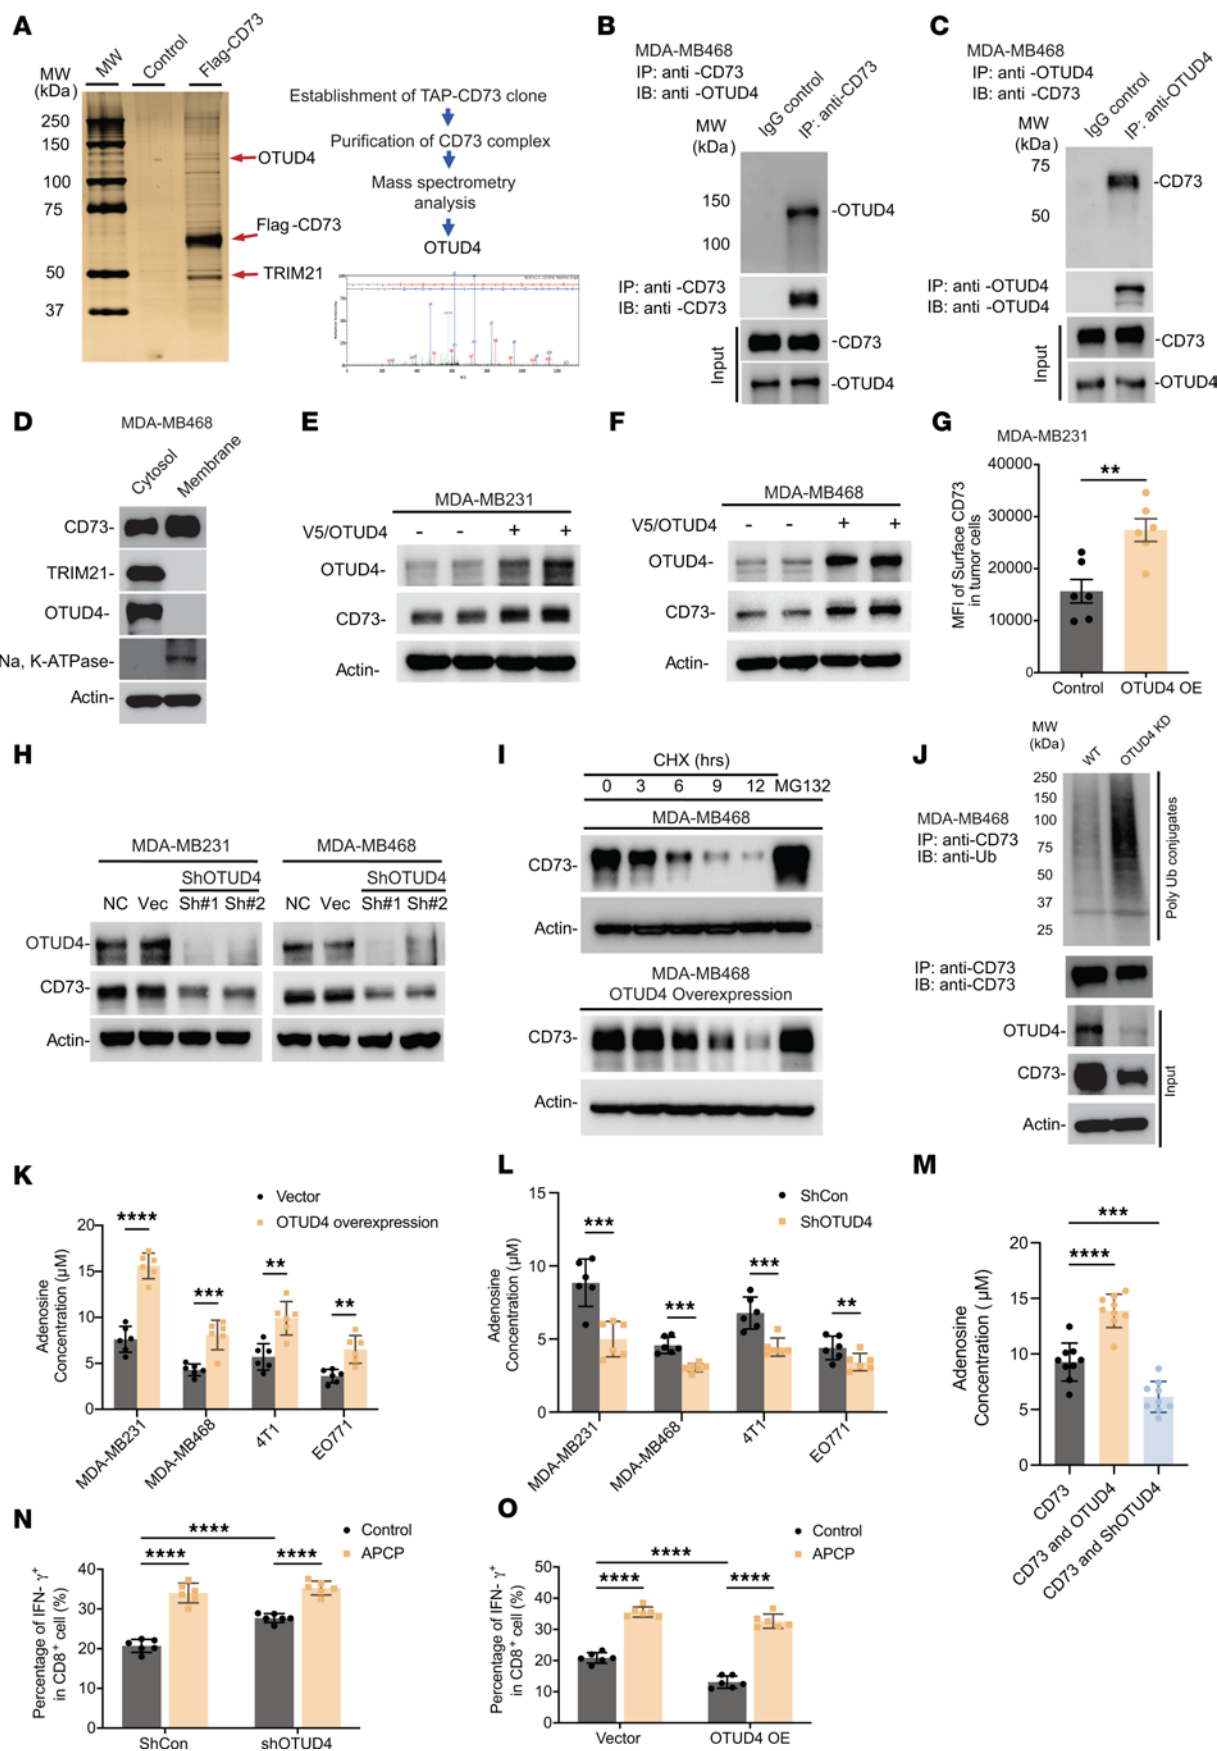 A
MW
(kDa)
MW
Control
Flag-CD73
250
150
100
75
50
37
OTUD4
Flag-CD73
TRIM21
Establishment of TAP-CD73 clone
Purification of CD73 complex
Mass spectrometry
analysis
OTUD4
B
MDA-MB468
IP: anti -CD73
IB: anti -OTUD4
MW
(kDa)
IgG control
IP: anti-CD73
150
100
-OTUD4
IP: anti -CD73
IB: anti -CD73
Input
-CD73
-OTUD4
C
MDA-MB468
IP: anti -OTUD4
IB: anti -CD73
MW
(kDa)
IgG control
IP: anti-OTUD4
75
50
-CD73
IP: anti -OTUD4
IB: anti -OTUD4
Input
-CD73
-OTUD4
D
MDA-MB468
Cytosol
Membrane
CD73-
TRIM21-
OTUD4-
Na, K-ATPase-
Actin-
E
MDA-MB231
V5/OTUD4 - - + +
OTUD4-
CD73-
Actin-
F
MDA-MB468
V5/OTUD4 - - + +
OTUD4-
CD73-
Actin-
G
MDA-MB231
MFI of Surface CD73
in tumor cells
40000
30000
20000
10000
0
**
Control
OTUD4 OE
H
MDA-MB231
MDA-MB468
ShOTUD4
ShOTUD4
NC Vec Sh#1 Sh#2
NC Vec Sh#1 Sh#2
OTUD4-
CD73-
Actin-
I
CHX (hrs)
0 3 6 9 12 MG132
MDA-MB468
CD73-
Actin-
MDA-MB468
OTUD4 Overexpression
CD73-
Actin-
J
MW
(kDa)
WT
OTUD4 KD
MDA-MB468
IP: anti-CD73
IB: anti-Ub
250
150
100
75
50
37
25
Poly Ub conjugates
IP: anti-CD73
IB: anti-CD73
OTUD4-
CD73-
Actin-
Input
K
Vector
OTUD4 overexpression
Adenosine
Concentration (µM)
20
15
10
5
0
****
***
**
**
MDA-MB231
MDA-MB468
4T1
EO771
L
ShCon
ShOTUD4
Adenosine
Concentration (µM)
15
10
5
0
***
***
***
**
MDA-MB231
MDA-MB468
4T1
EO771
M
Adenosine
Concentration ( µM)
20
15
10
5
0
***
****
CD73
CD73 and OTUD4
CD73 and ShOTUD4
N
Control
APCP
Percentage of IFN- γ+
in CD8+ cell (%)
40
30
20
10
0
****
****
****
ShCon
shOTUD4
O
Control
APCP
Percentage of IFN- γ+
in CD8+ cell (%)
50
40
30
20
10
0
****
****
****
Vector
OTUD4 OE